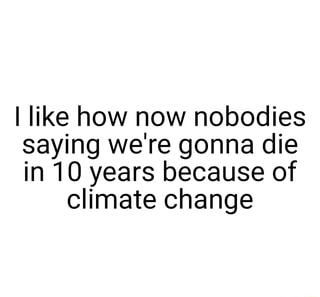 I like how now nobodies
saying we're gonna die
in 10 years because of
climate change